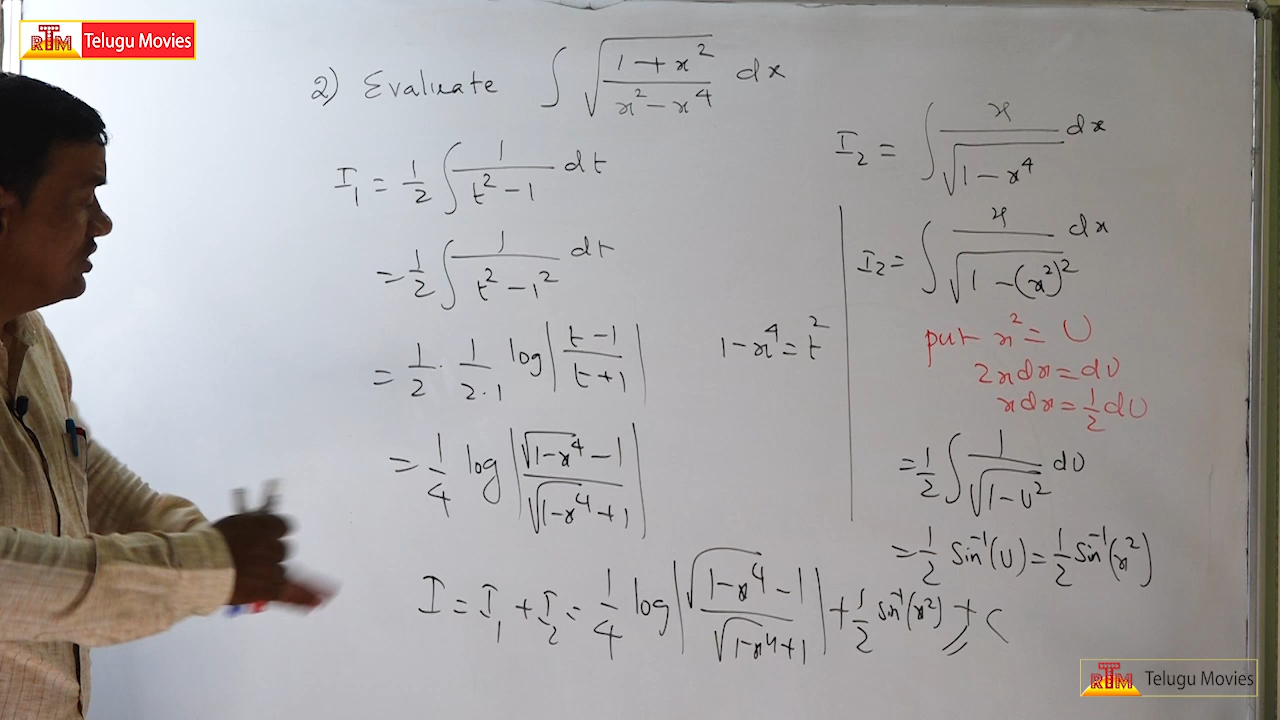 RTM Telugu Movies
2) Evaluate ∫ √((1+x²)/(x²-x⁴)) dx
I₁ = 1/2 ∫ 1/(t²-1) dt
= 1/2 ∫ 1/(t²-1²) dt
= 1/2 · 1/(2·1) log |(t-1)/(t+1)|
1-x⁴ = t²
= 1/4 log |(√(1-x⁴) -1)/(√(1-x⁴) +1)|
I₂ = ∫ x/√(1-x⁴) dx
I₂ = ∫ x/√(1-(x²)²) dx
put x² = U
2xdx = dU
xdx = 1/2 dU
= 1/2 ∫ 1/√(1-U²) dU
= 1/2 Sin⁻¹(U) = 1/2 Sin⁻¹(x²)
I = I₁ + I₂ = 1/4 log |(√(1-x⁴) -1)/(√(1-x⁴) +1)| + 1/2 sin⁻¹(x²) + C
RTM Telugu Movies